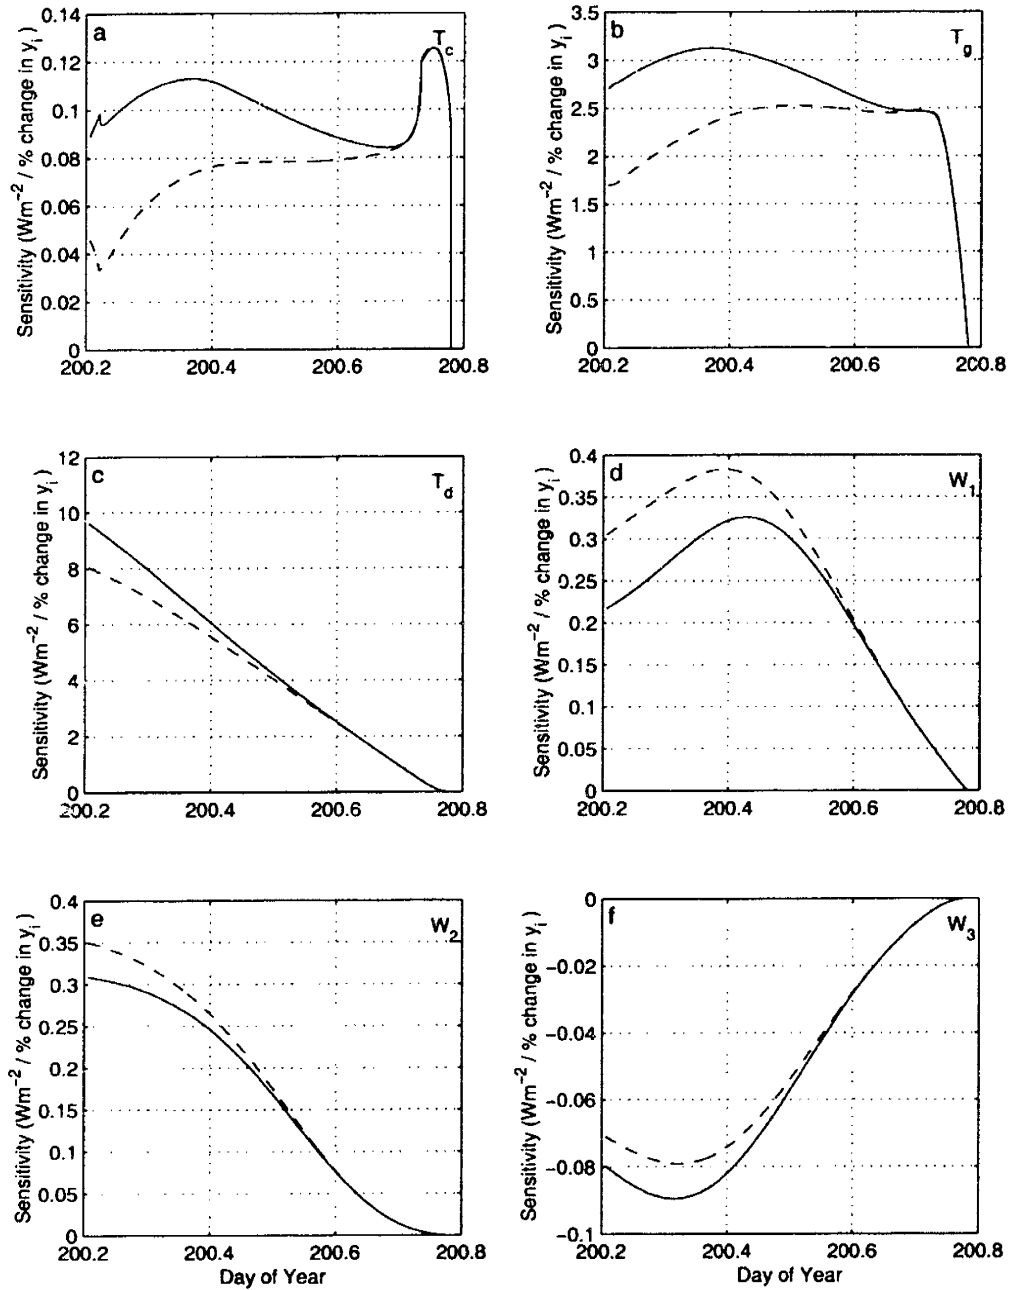 a
T_c
Sensitivity (Wm⁻² / % change in y_i)
0.14
0.12
0.1
0.08
0.06
0.04
0.02
0
200.2 200.4 200.6 200.8
b
T_g
Sensitivity (Wm⁻² / % change in y_i)
3.5
3
2.5
2
1.5
1
0.5
0
200.2 200.4 200.6 200.8
c
T_d
Sensitivity (Wm⁻² / % change in y_i)
12
10
8
6
4
2
0
200.2 200.4 200.6 200.8
d
W_1
Sensitivity (Wm⁻² / % change in y_i)
0.4
0.35
0.3
0.25
0.2
0.15
0.1
0.05
0
200.2 200.4 200.6 200.8
e
W_2
Sensitivity (Wm⁻² / % change in y_i)
0.4
0.35
0.3
0.25
0.2
0.15
0.1
0.05
0
200.2 200.4 200.6 200.8
Day of Year
f
W_3
Sensitivity (Wm⁻² / % change in y_i)
0
−0.02
−0.04
−0.06
−0.08
−0.1
200.2 200.4 200.6 200.8
Day of Year